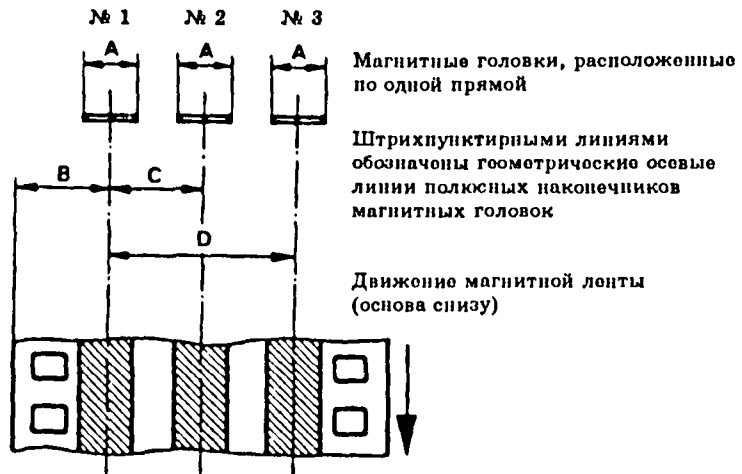 № 1 № 2 № 3
A A A
Магнитные головки, расположенные
по одной прямой
Штрихпунктирными линиями
обозначены геометрические осевые
линии полюсных наконечников
магнитных головок
B C
D
Движение магнитной ленты
(основа снизу)